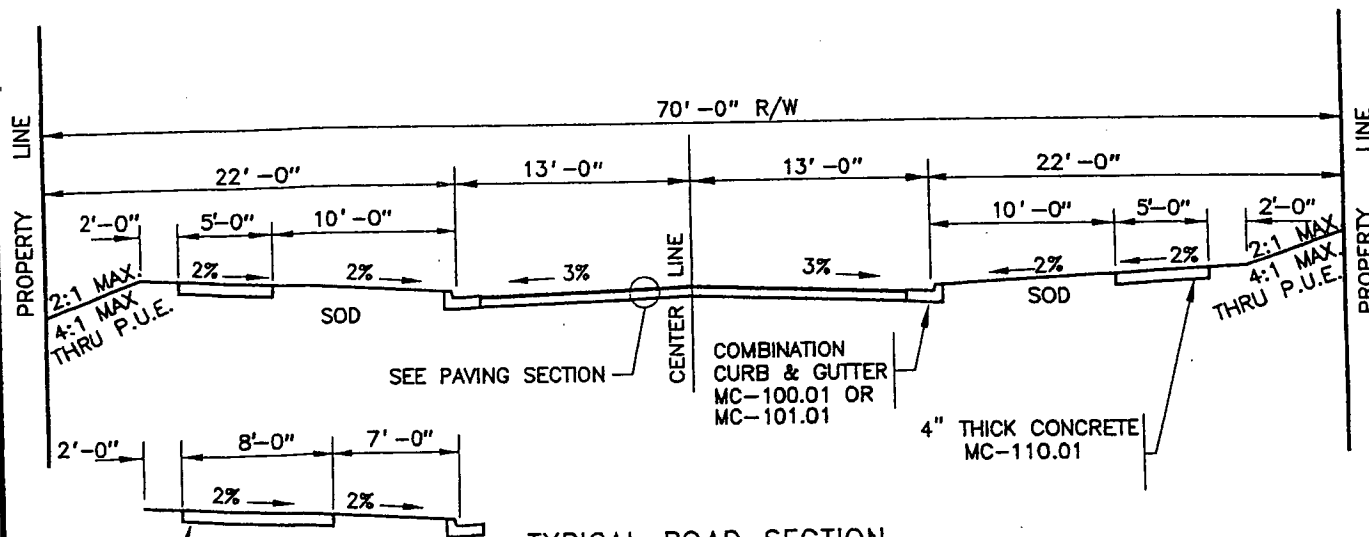 70'-0" R/W
PROPERTY LINE
PROPERTY LINE
22'-0"
13'-0"
13'-0"
22'-0"
2'-0"
5'-0"
10'-0"
10'-0"
5'-0"
2'-0"
2:1 MAX.
4:1 MAX
THRU P.U.E.
2%
2%
SOD
3%
CENTER LINE
3%
2%
SOD
2%
2:1 MAX
4:1 MAX.
THRU P.U.E.
SEE PAVING SECTION
COMBINATION
CURB & GUTTER
MC-100.01 OR
MC-101.01
4" THICK CONCRETE
MC-110.01
2'-0"
8'-0"
7'-0"
2%
2%
TYPICAL ROAD SECTION